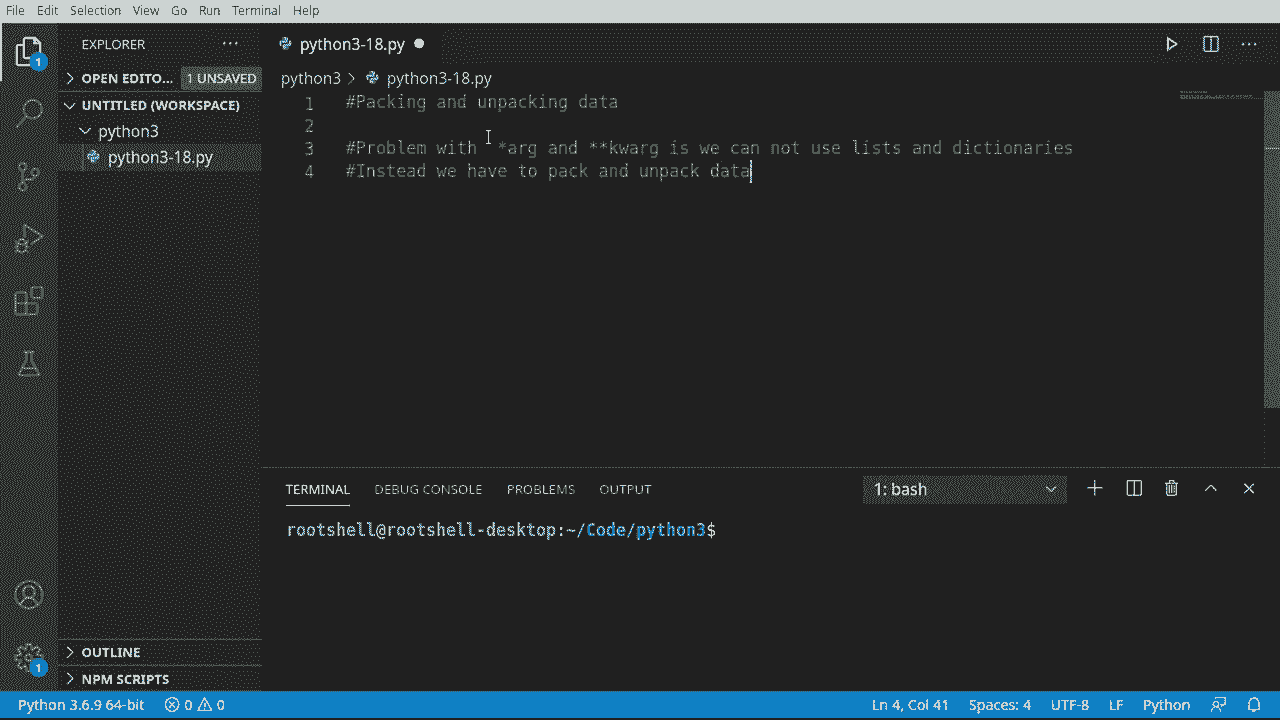 File Edit Selection View Go Run Terminal Help
EXPLORER
python3-18.py
1
OPEN EDITO... 1 UNSAVED
python3 > python3-18.py
UNTITLED (WORKSPACE)
python3
python3-18.py
1 #Packing and unpacking data
2
3 #Problem with *arg and **kwarg is we can not use lists and dictionaries
4 #Instead we have to pack and unpack data
TERMINAL DEBUG CONSOLE PROBLEMS OUTPUT 1: bash
rootshell@rootshell-desktop:~/Code/python3$
OUTLINE
1
NPM SCRIPTS
Python 3.6.9 64-bit 0 0 Ln 4, Col 41 Spaces: 4 UTF-8 LF Python